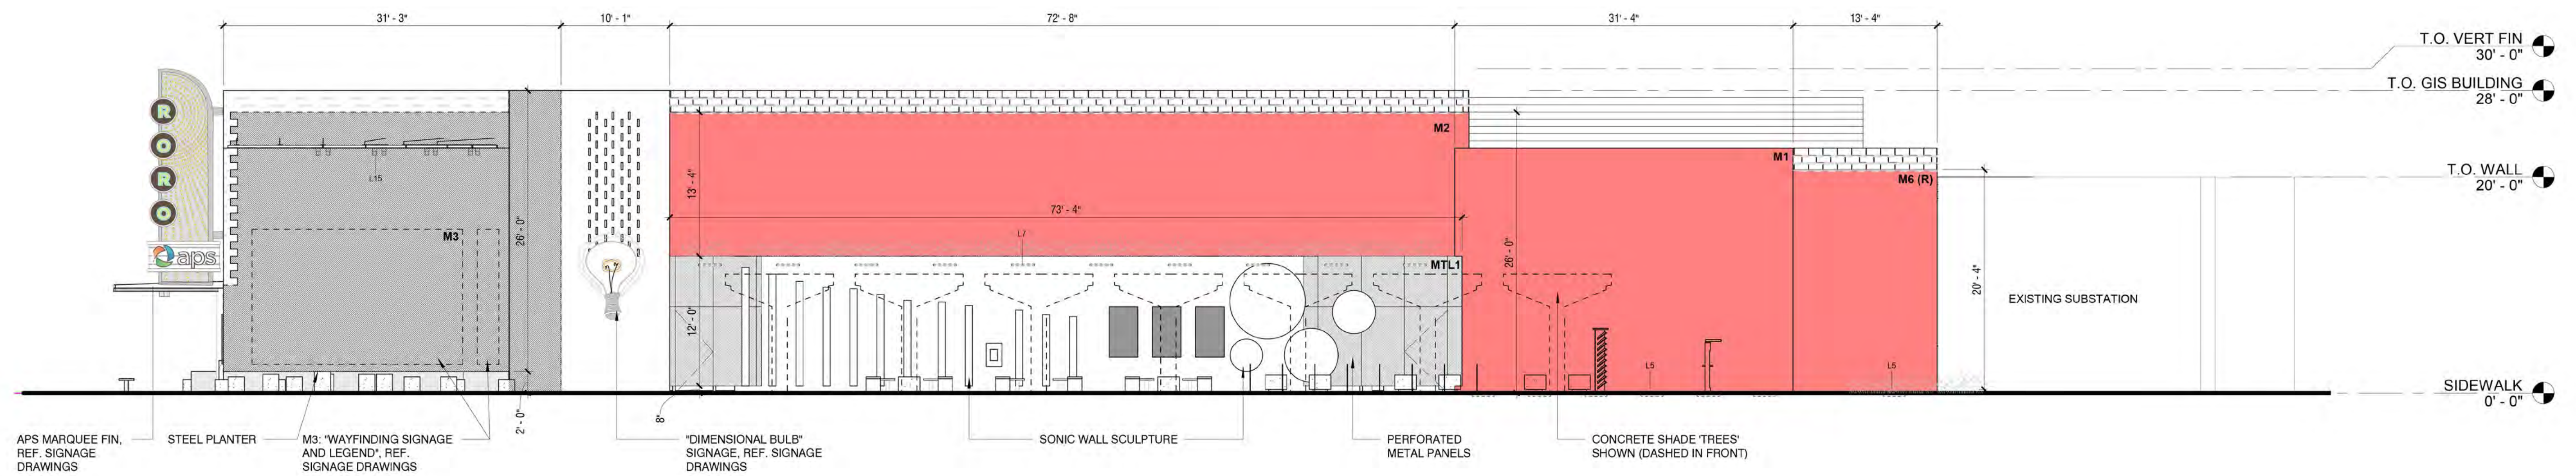 31' - 3"
10' - 1"
72' - 8"
31' - 4"
13' - 4"
T.O. VERT FIN
30' - 0"
T.O. GIS BUILDING
28' - 0"
T.O. WALL
20' - 0"
SIDEWALK
0' - 0"
R
O
R
O
aps
L15
M3
26' - 0"
2' - 0"
M2
13' - 4"
73' - 4"
L7
MTL1
12' - 0"
8"
26' - 0"
M1
M6 (R)
L5
L5
20' - 4"
EXISTING SUBSTATION
APS MARQUEE FIN,
REF. SIGNAGE
DRAWINGS
STEEL PLANTER
M3: "WAYFINDING SIGNAGE
AND LEGEND", REF.
SIGNAGE DRAWINGS
"DIMENSIONAL BULB"
SIGNAGE, REF. SIGNAGE
DRAWINGS
SONIC WALL SCULPTURE
PERFORATED
METAL PANELS
CONCRETE SHADE 'TREES'
SHOWN (DASHED IN FRONT)